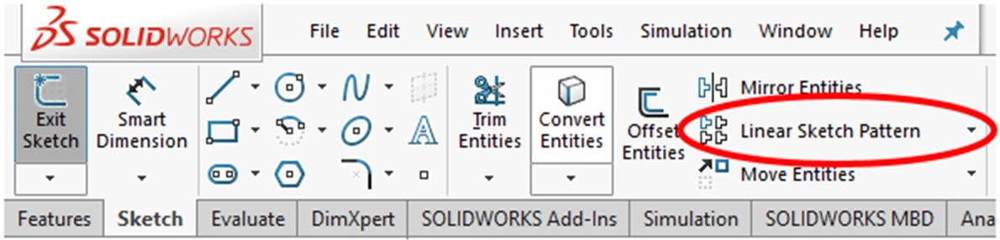 SOLIDWORKS
File Edit View Insert Tools Simulation Window Help
Exit Sketch
Smart Dimension
A
Trim Entities
Convert Entities
Offset Entities
Mirror Entities
Linear Sketch Pattern
Move Entities
Features Sketch Evaluate DimXpert SOLIDWORKS Add-Ins Simulation SOLIDWORKS MBD Ana